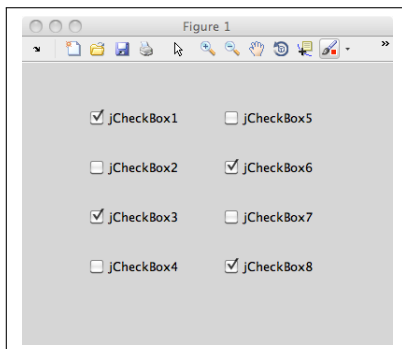 Figure 1
»
jCheckBox1 jCheckBox5
jCheckBox2 jCheckBox6
jCheckBox3 jCheckBox7
jCheckBox4 jCheckBox8